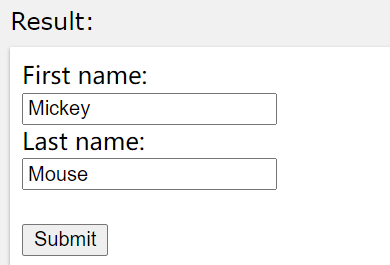 Result:
First name:
Mickey
Last name:
Mouse
Submit